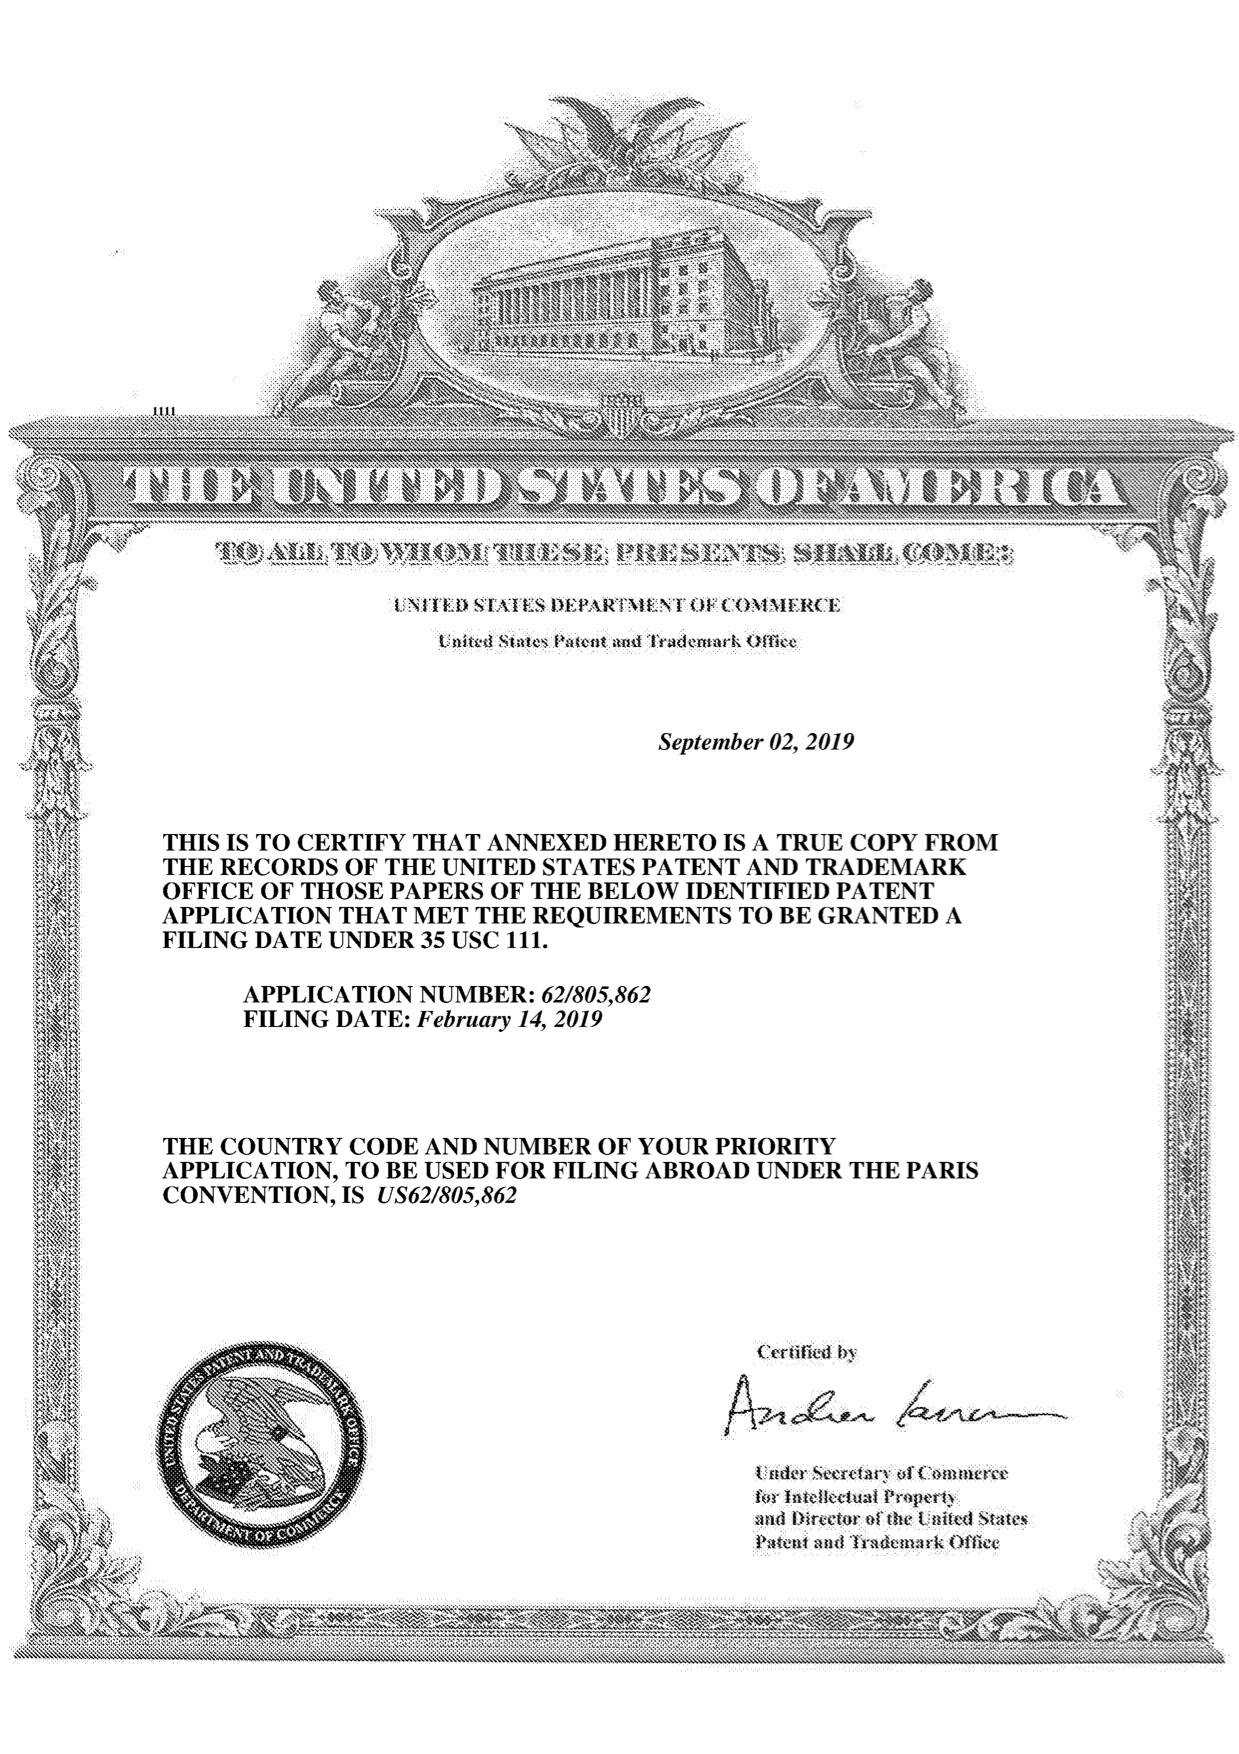 1111
THE UNITED STATES OF AMERICA
TO ALL TO WHOM THESE PRESENTS SHALL COME:
UNITED STATES DEPARTMENT OF COMMERCE
United States Patent and Trademark Office
September 02, 2019
THIS IS TO CERTIFY THAT ANNEXED HERETO IS A TRUE COPY FROM
THE RECORDS OF THE UNITED STATES PATENT AND TRADEMARK
OFFICE OF THOSE PAPERS OF THE BELOW IDENTIFIED PATENT
APPLICATION THAT MET THE REQUIREMENTS TO BE GRANTED A
FILING DATE UNDER 35 USC 111.
APPLICATION NUMBER: 62/805,862
FILING DATE: February 14, 2019
THE COUNTRY CODE AND NUMBER OF YOUR PRIORITY
APPLICATION, TO BE USED FOR FILING ABROAD UNDER THE PARIS
CONVENTION, IS US62/805,862
UNITED STATES PATENT AND TRADEMARK OFFICE
DEPARTMENT OF COMMERCE
Certified by
Under Secretary of Commerce
for Intellectual Property
and Director of the United States
Patent and Trademark Office